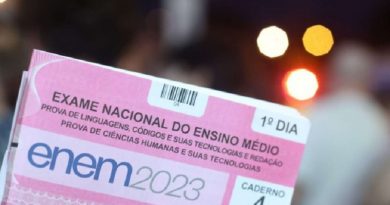 EXAME NACIONAL DO ENSINO MÉDIO
1º DIA
PROVA DE LINGUAGENS, CÓDIGOS E SUAS TECNOLOGIAS E REDAÇÃO
PROVA DE CIÊNCIAS HUMANAS E SUAS TECNOLOGIAS
enem2023
CADERNO
4